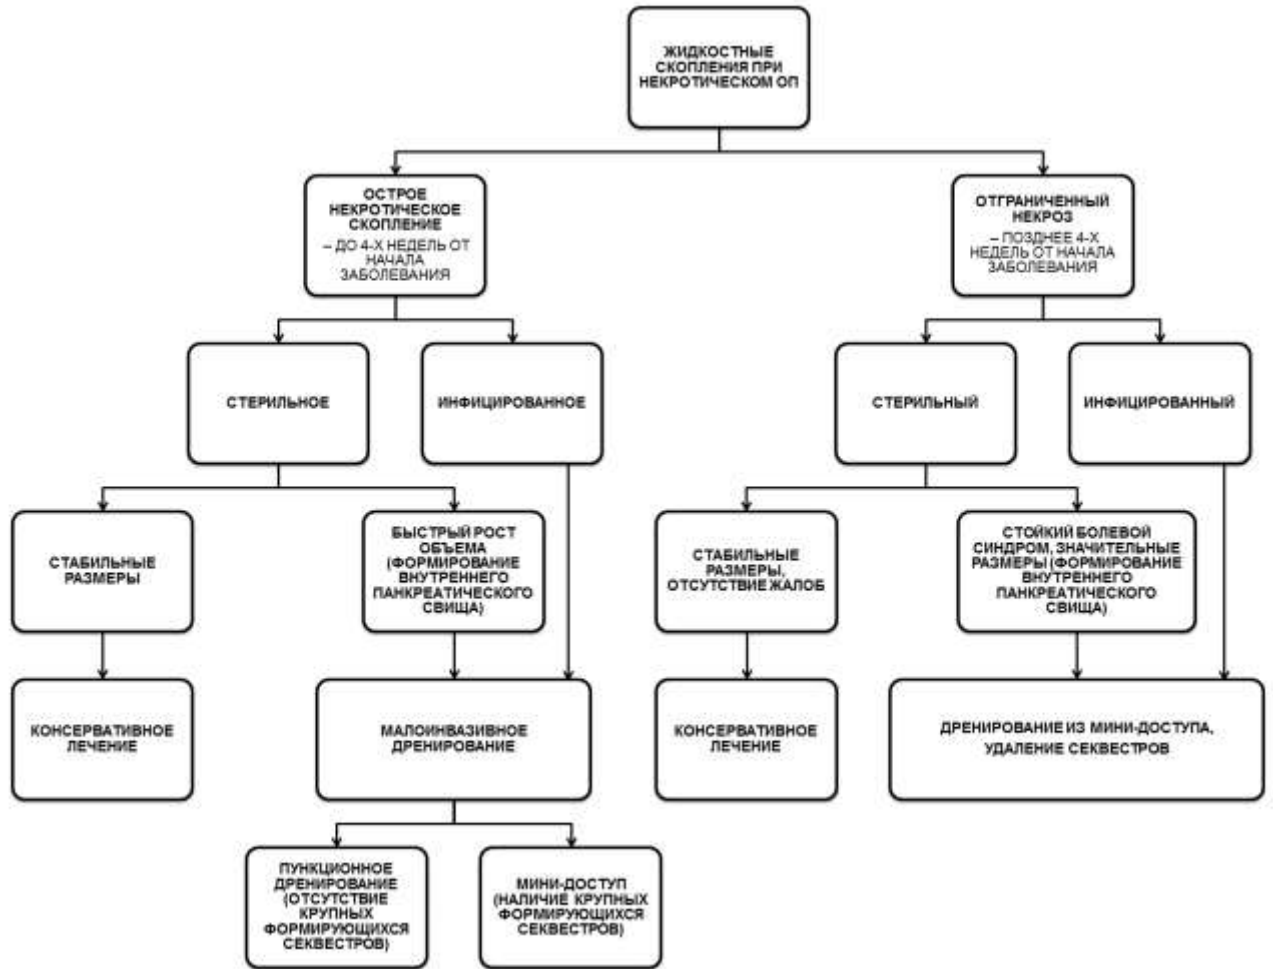 ЖИДКОСТНЫЕ
СКОПЛЕНИЯ ПРИ
НЕКРОТИЧЕСКОМ ОП
ОСТРОЕ
НЕКРОТИЧЕСКОЕ
СКОПЛЕНИЕ
– ДО 4-Х НЕДЕЛЬ ОТ
НАЧАЛА
ЗАБОЛЕВАНИЯ
ОТГРАНИЧЕННЫЙ
НЕКРОЗ
– ПОЗДНЕЕ 4-Х
НЕДЕЛЬ ОТ НАЧАЛА
ЗАБОЛЕВАНИЯ
СТЕРИЛЬНОЕ
ИНФИЦИРОВАННОЕ
СТЕРИЛЬНЫЙ
ИНФИЦИРОВАННЫЙ
СТАБИЛЬНЫЕ
РАЗМЕРЫ
БЫСТРЫЙ РОСТ
ОБЪЕМА
(ФОРМИРОВАНИЕ
ВНУТРЕННЕГО
ПАНКРЕАТИЧЕСКОГО
СВИЩА)
СТАБИЛЬНЫЕ
РАЗМЕРЫ,
ОТСУТСТВИЕ ЖАЛОБ
СТОЙКИЙ БОЛЕВОЙ
СИНДРОМ, ЗНАЧИТЕЛЬНЫЕ
РАЗМЕРЫ (ФОРМИРОВАНИЕ
ВНУТРЕННЕГО
ПАНКРЕАТИЧЕСКОГО
СВИЩА)
КОНСЕРВАТИВНОЕ
ЛЕЧЕНИЕ
МАЛОИНВАЗИВНОЕ
ДРЕНИРОВАНИЕ
КОНСЕРВАТИВНОЕ
ЛЕЧЕНИЕ
ДРЕНИРОВАНИЕ ИЗ МИНИ-ДОСТУПА,
УДАЛЕНИЕ СЕКВЕСТРОВ
ПУНКЦИОННОЕ
ДРЕНИРОВАНИЕ
(ОТСУТСТВИЕ
КРУПНЫХ
ФОРМИРУЮЩИХСЯ
СЕКВЕСТРОВ)
МИНИ-ДОСТУП
(НАЛИЧИЕ КРУПНЫХ
ФОРМИРУЮЩИХСЯ
СЕКВЕСТРОВ)